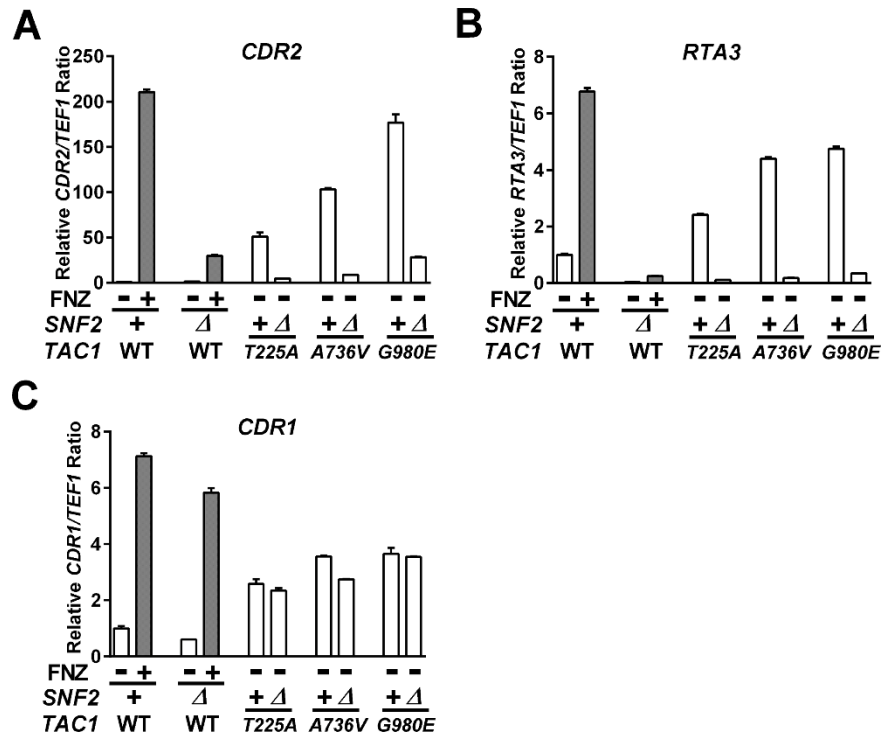 A
CDR2
Relative CDR2/TEF1 Ratio
250
200
150
100
50
0
FNZ - + - + - - - - - -
SNF2 + Δ + Δ + Δ + Δ
TAC1 WT WT T225A A736V G980E
B
RTA3
Relative RTA3/TEF1 Ratio
8
6
4
2
0
FNZ - + - + - - - - - -
SNF2 + Δ + Δ + Δ + Δ
TAC1 WT WT T225A A736V G980E
C
CDR1
Relative CDR1/TEF1 Ratio
8
6
4
2
0
FNZ - + - + - - - - - -
SNF2 + Δ + Δ + Δ + Δ
TAC1 WT WT T225A A736V G980E